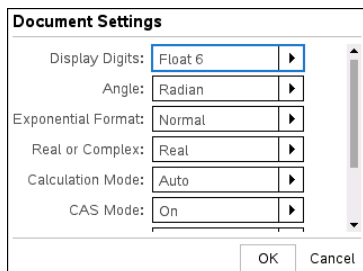 Document Settings
Display Digits: Float 6
Angle: Radian
Exponential Format: Normal
Real or Complex: Real
Calculation Mode: Auto
CAS Mode: On
OK Cancel